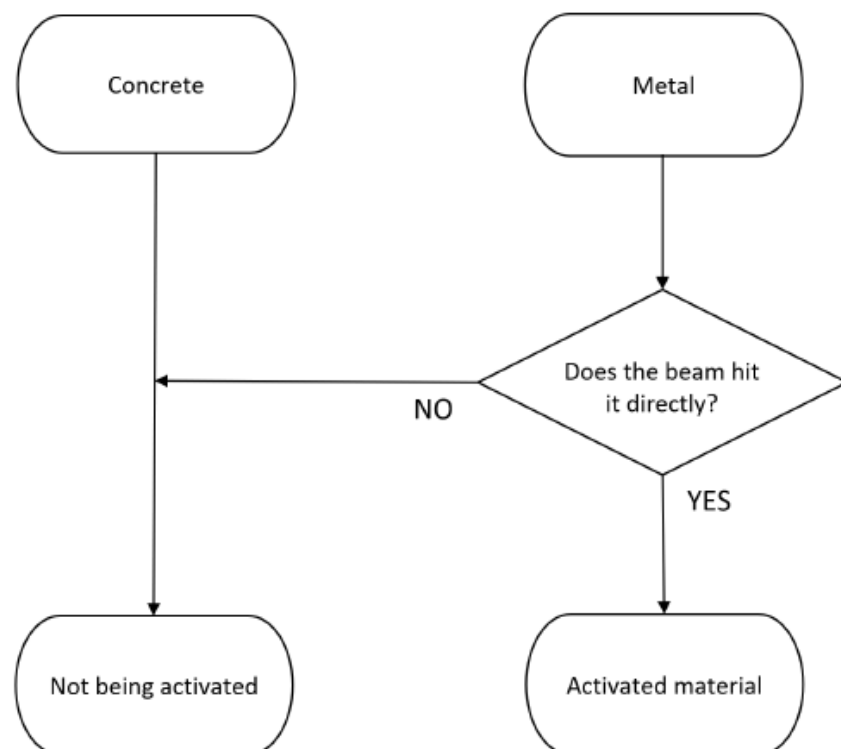 Concrete
Metal
Does the beam hit
it directly?
NO
YES
Not being activated
Activated material